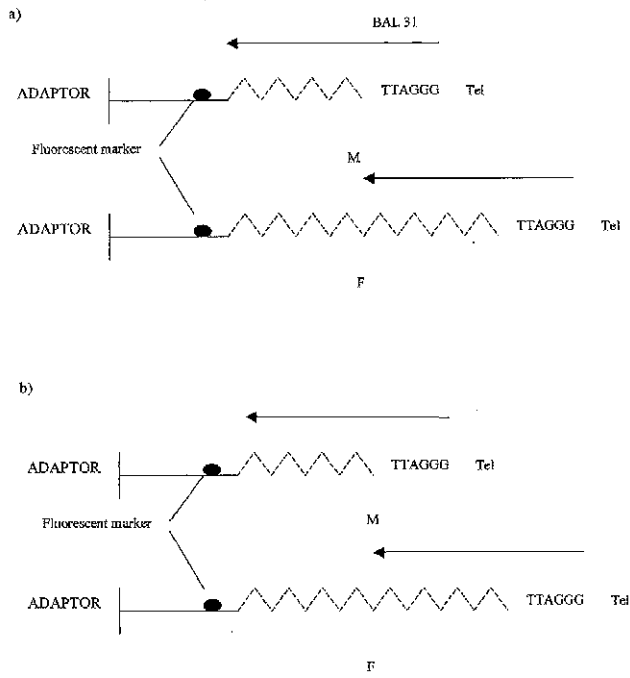 a)
BAL 31
ADAPTOR
TTAGGG Tel
Fluorescent marker
M
ADAPTOR
TTAGGG Tel
F
b)
ADAPTOR
TTAGGG Tel
Fluorescent marker
M
ADAPTOR
TTAGGG Tel
F